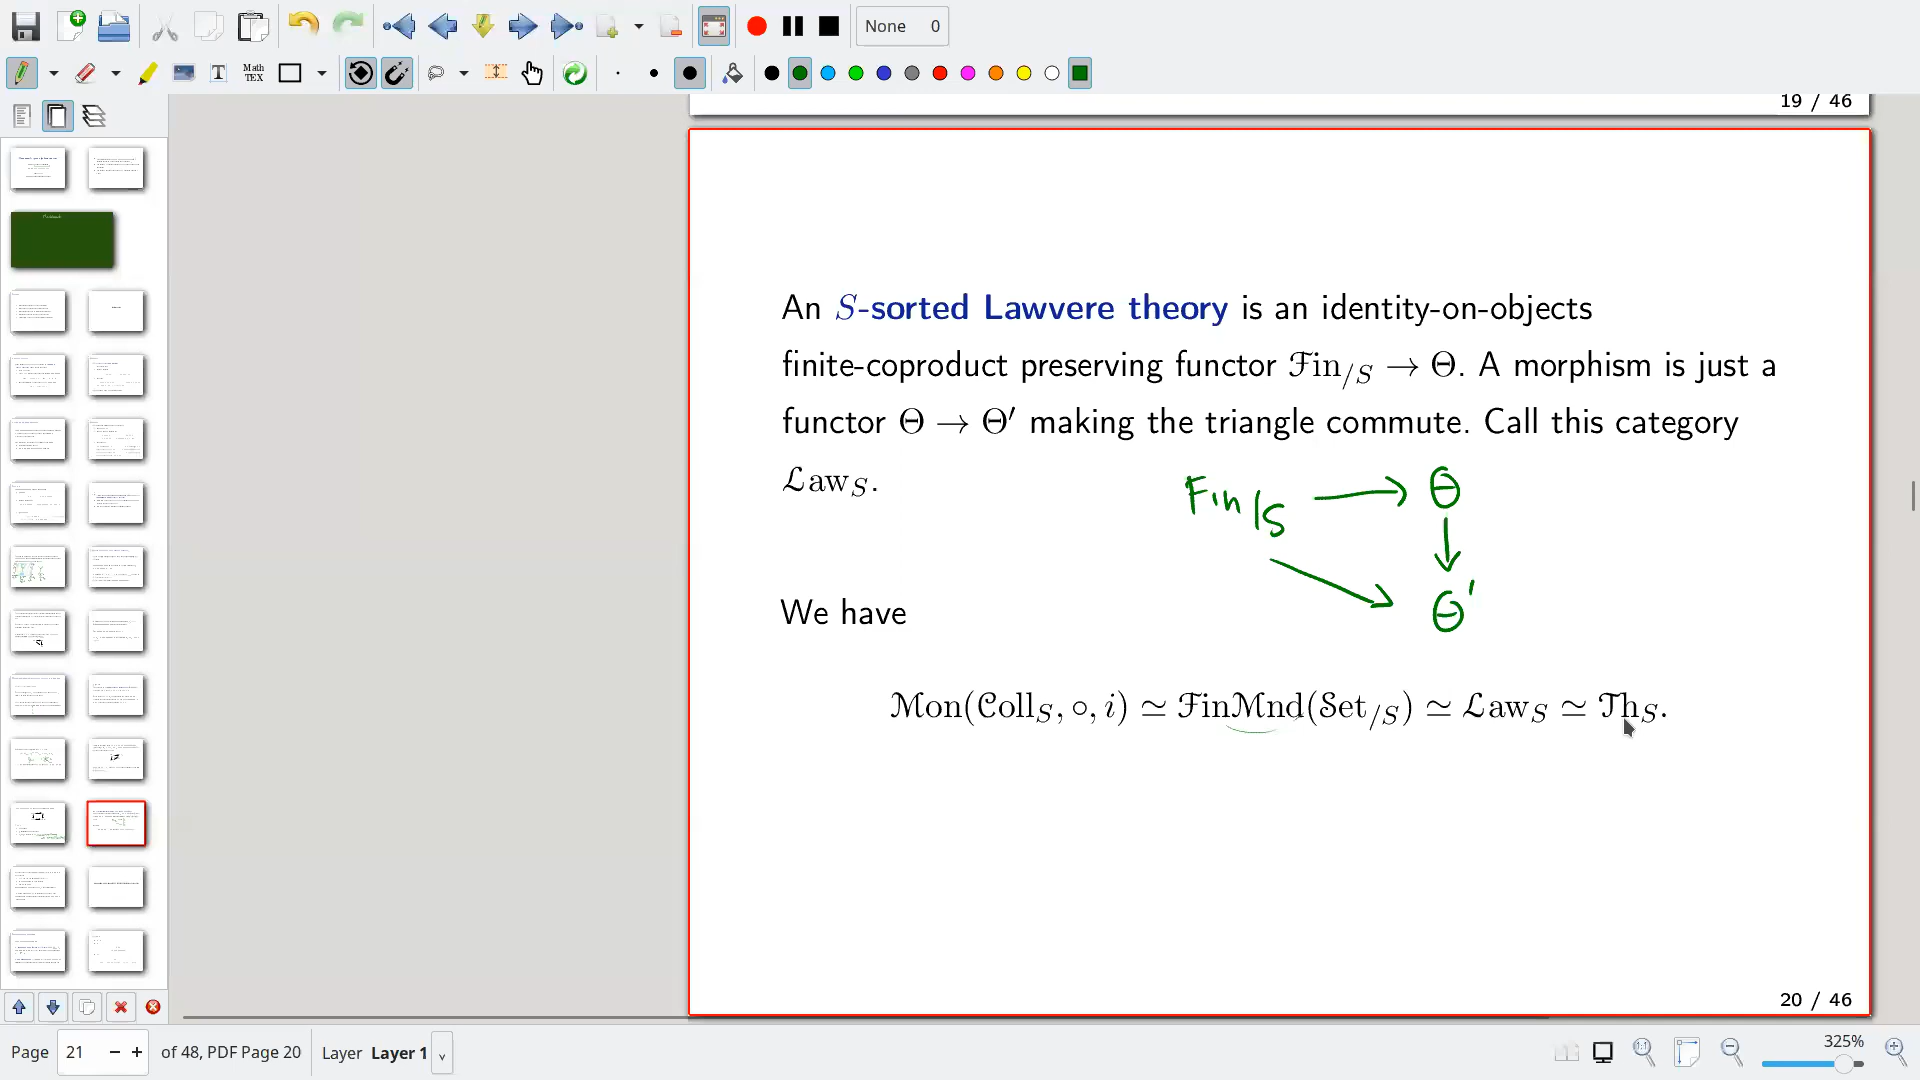 None 0
T
Math
TEX
19 / 46
An S-sorted Lawvere theory is an identity-on-objects
finite-coproduct preserving functor Fin/S → Θ. A morphism is just a
functor Θ → Θ′ making the triangle commute. Call this category
LawS.
Fin/S → Θ
Θ'
We have
Mon(CollS, ∘, i) ≃ FinMnd(Set/S) ≃ LawS ≃ ThS.
20 / 46
Page 21 − + of 48, PDF Page 20 Layer Layer 1
325%